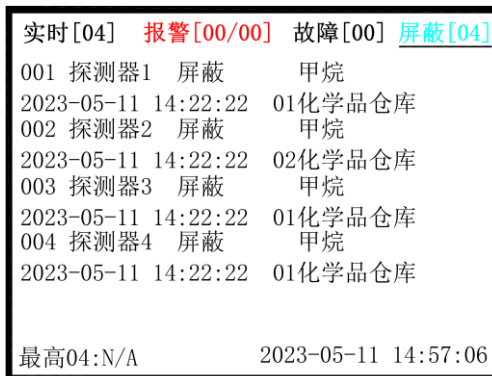 实时[04] 报警[00/00] 故障[00] 屏蔽[04]
001 探测器1 屏蔽 甲烷
2023-05-11 14:22:22 01化学品仓库
002 探测器2 屏蔽 甲烷
2023-05-11 14:22:22 02化学品仓库
003 探测器3 屏蔽 甲烷
2023-05-11 14:22:22 01化学品仓库
004 探测器4 屏蔽 甲烷
2023-05-11 14:22:22 01化学品仓库
最高04:N/A 2023-05-11 14:57:06